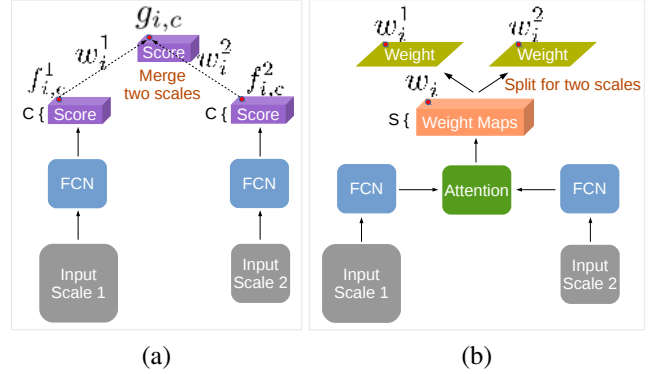 g_{i,c}
Score
w_i^1
w_i^2
Merge
two scales
f_{i,c}^1
f_{i,c}^2
C {
Score
C {
Score
FCN
FCN
Input
Scale 1
Input
Scale 2
(a)
w_i^1
w_i^2
Weight
Weight
Split for two scales
w_i
S {
Weight Maps
FCN
Attention
FCN
Input
Scale 1
Input
Scale 2
(b)